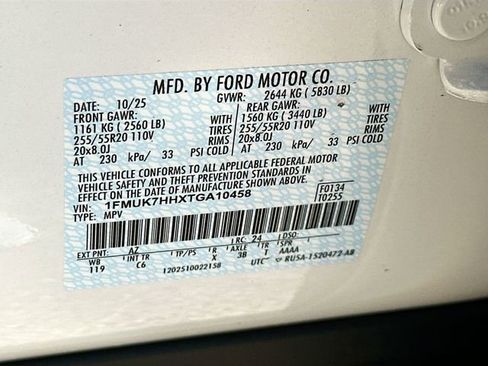 MFD. BY FORD MOTOR CO.
DATE: 10/25 GVWR: 2644 KG ( 5830 LB)
FRONT GAWR: REAR GAWR:
1161 KG ( 2560 LB) WITH 1560 KG ( 3440 LB) WITH
255/55R20 110V TIRES 255/55R20 110V TIRES
20x8.0J RIMS 20x8.0J RIMS
AT 230 kPa/ 33 PSI COLD AT 230 kPa/ 33 PSI COLD
THIS VEHICLE CONFORMS TO ALL APPLICABLE FEDERAL MOTOR
VEHICLE SAFETY AND THEFT PREVENTION STANDARDS IN
EFFECT ON THE DATE OF MANUFACTURE SHOWN ABOVE.
VIN: 1FMUK7HHXTGA10458 F0134
TYPE: MPV T0255
EXT PNT: AZ RC: 24 DSO:
WB INT TR TP/PS R AXLE TR SPR
119 C6 X 3B AAAA
1202510022158 UTC RU5A-1520472-AB